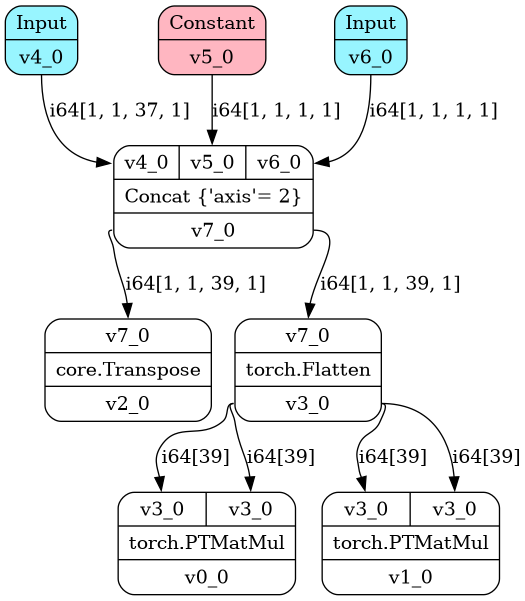 Input
v4_0
Constant
v5_0
Input
v6_0
i64[1, 1, 37, 1]
i64[1, 1, 1, 1]
i64[1, 1, 1, 1]
v4_0 v5_0 v6_0
Concat {'axis'= 2}
v7_0
i64[1, 1, 39, 1]
i64[1, 1, 39, 1]
v7_0
core.Transpose
v2_0
v7_0
torch.Flatten
v3_0
i64[39]
i64[39]
i64[39]
i64[39]
v3_0 v3_0
torch.PTMatMul
v0_0
v3_0 v3_0
torch.PTMatMul
v1_0